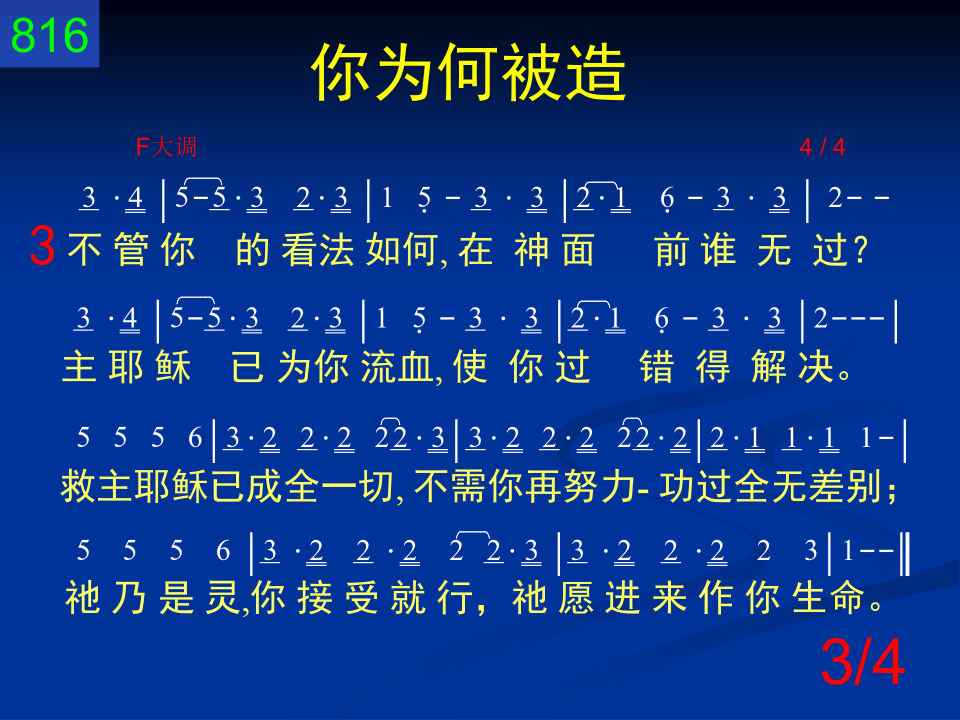 816
你为何被造
F大调 4 / 4
3 · 4 | 5 - 5 · 3 2 · 3 | 1 5̣ - 3 · 3 | 2 · 1 6̣ - 3 · 3 | 2 - -
3 不 管 你 的 看法 如何, 在 神 面 前 谁 无 过?
3 · 4 | 5 - 5 · 3 2 · 3 | 1 5̣ - 3 · 3 | 2 · 1 6̣ - 3 · 3 | 2 - - - |
主 耶 稣 已 为你 流血, 使 你 过 错 得 解 决。
5 5 5 6 | 3 · 2 2 · 2 2 2 · 3 | 3 · 2 2 · 2 2 2 · 2 | 2 · 1 1 · 1 1 - |
救主耶稣已成全一切, 不需你再努力- 功过全无差别;
5 5 5 6 | 3 · 2 2 · 2 2 2 · 3 | 3 · 2 2 · 2 2 3 | 1 - - ‖
祂 乃 是 灵,你 接 受 就 行，祂 愿 进 来 作 你 生命。
3/4